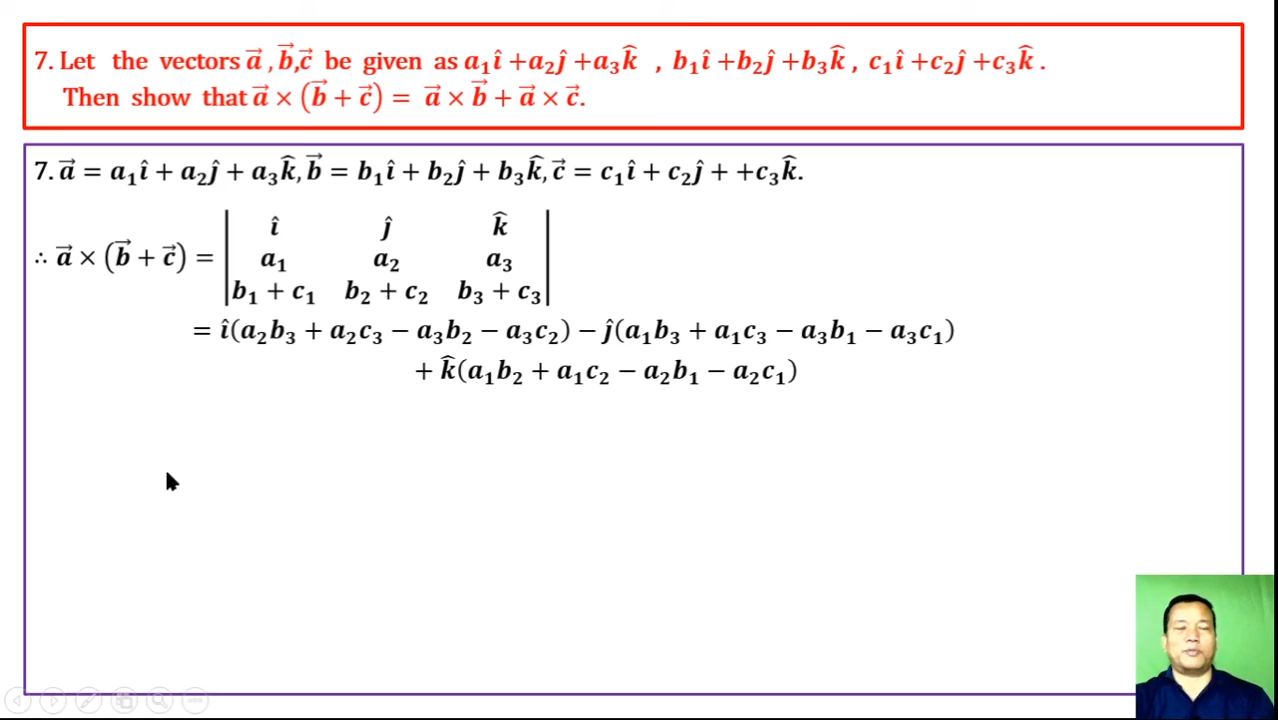 7. Let the vectors a⃗ , b⃗,c⃗ be given as a₁î +a₂ĵ +a₃k̂ , b₁î +b₂ĵ +b₃k̂, c₁î +c₂ĵ +c₃k̂ .
Then show that a⃗ × (b⃗ + c⃗) = a⃗ × b⃗ + a⃗ × c⃗.
7. a⃗ = a₁î + a₂ĵ + a₃k̂, b⃗ = b₁î + b₂ĵ + b₃k̂, c⃗ = c₁î + c₂ĵ + +c₃k̂.
∴ a⃗ × (b⃗ + c⃗) = | î ĵ k̂ |
| a₁ a₂ a₃ |
| b₁ + c₁ b₂ + c₂ b₃ + c₃ |
= î(a₂b₃ + a₂c₃ − a₃b₂ − a₃c₂) − ĵ(a₁b₃ + a₁c₃ − a₃b₁ − a₃c₁)
+ k̂(a₁b₂ + a₁c₂ − a₂b₁ − a₂c₁)